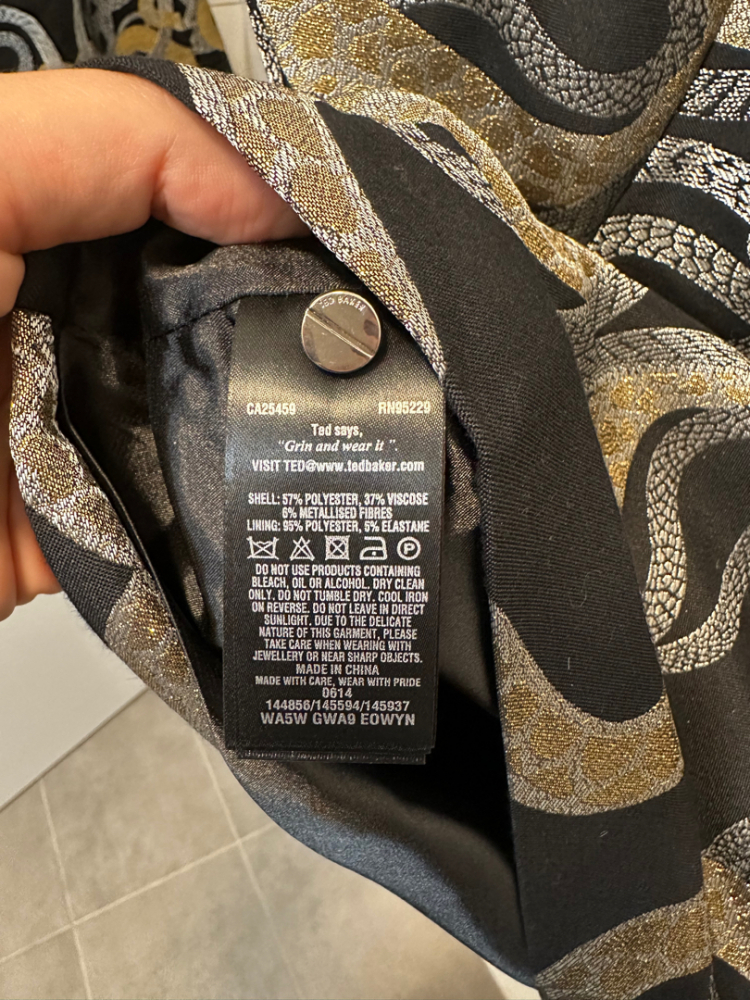 TED BAKER
CA25459 RN95229
Ted says,
"Grin and wear it ".
VISIT TED@www.tedbaker.com
SHELL: 57% POLYESTER, 37% VISCOSE
6% METALLISED FIBRES
LINING: 95% POLYESTER, 5% ELASTANE
P
DO NOT USE PRODUCTS CONTAINING
BLEACH, OIL OR ALCOHOL. DRY CLEAN
ONLY. DO NOT TUMBLE DRY. COOL IRON
ON REVERSE. DO NOT LEAVE IN DIRECT
SUNLIGHT. DUE TO THE DELICATE
NATURE OF THIS GARMENT, PLEASE
TAKE CARE WHEN WEARING WITH
JEWELLERY OR NEAR SHARP OBJECTS.
MADE IN CHINA
MADE WITH CARE, WEAR WITH PRIDE
0614
144856/145594/145937
WA5W GWA9 EOWYN